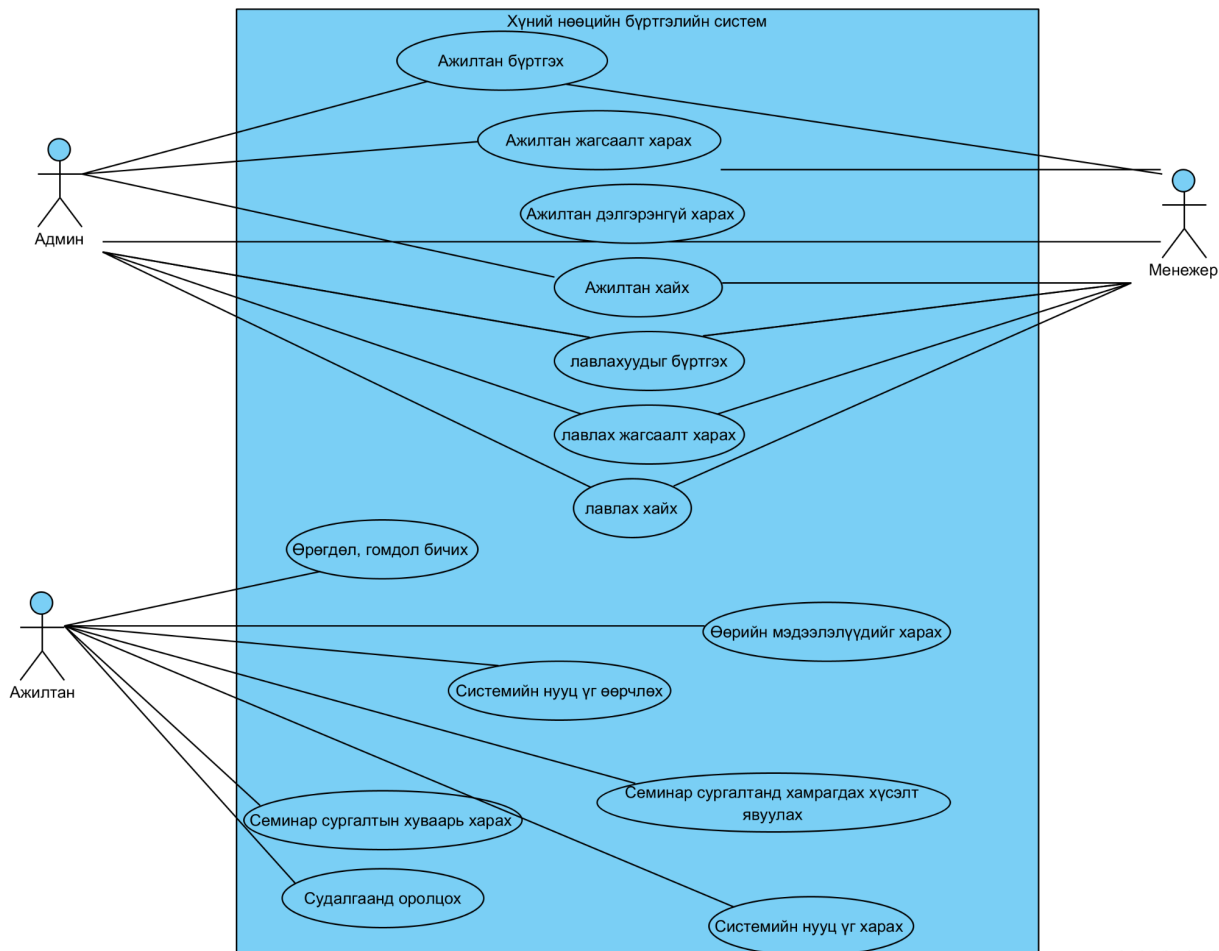 Хүний нөөцийн бүртгэлийн систем
Ажилтан бүртгэх
Ажилтан жагсаалт харах
Ажилтан дэлгэрэнгүй харах
Админ
Менежер
Ажилтан хайх
лавлахуудыг бүртгэх
лавлах жагсаалт харах
лавлах хайх
Өрөгдөл, гомдол бичих
Өөрийн мэдээлэлүүдийг харах
Ажилтан
Системийн нууц үг өөрчлөх
Семинар сургалтанд хамрагдах хүсэлт
явуулах
Семинар сургалтын хуваарь харах
Судалгаанд оролцох
Системийн нууц үг харах